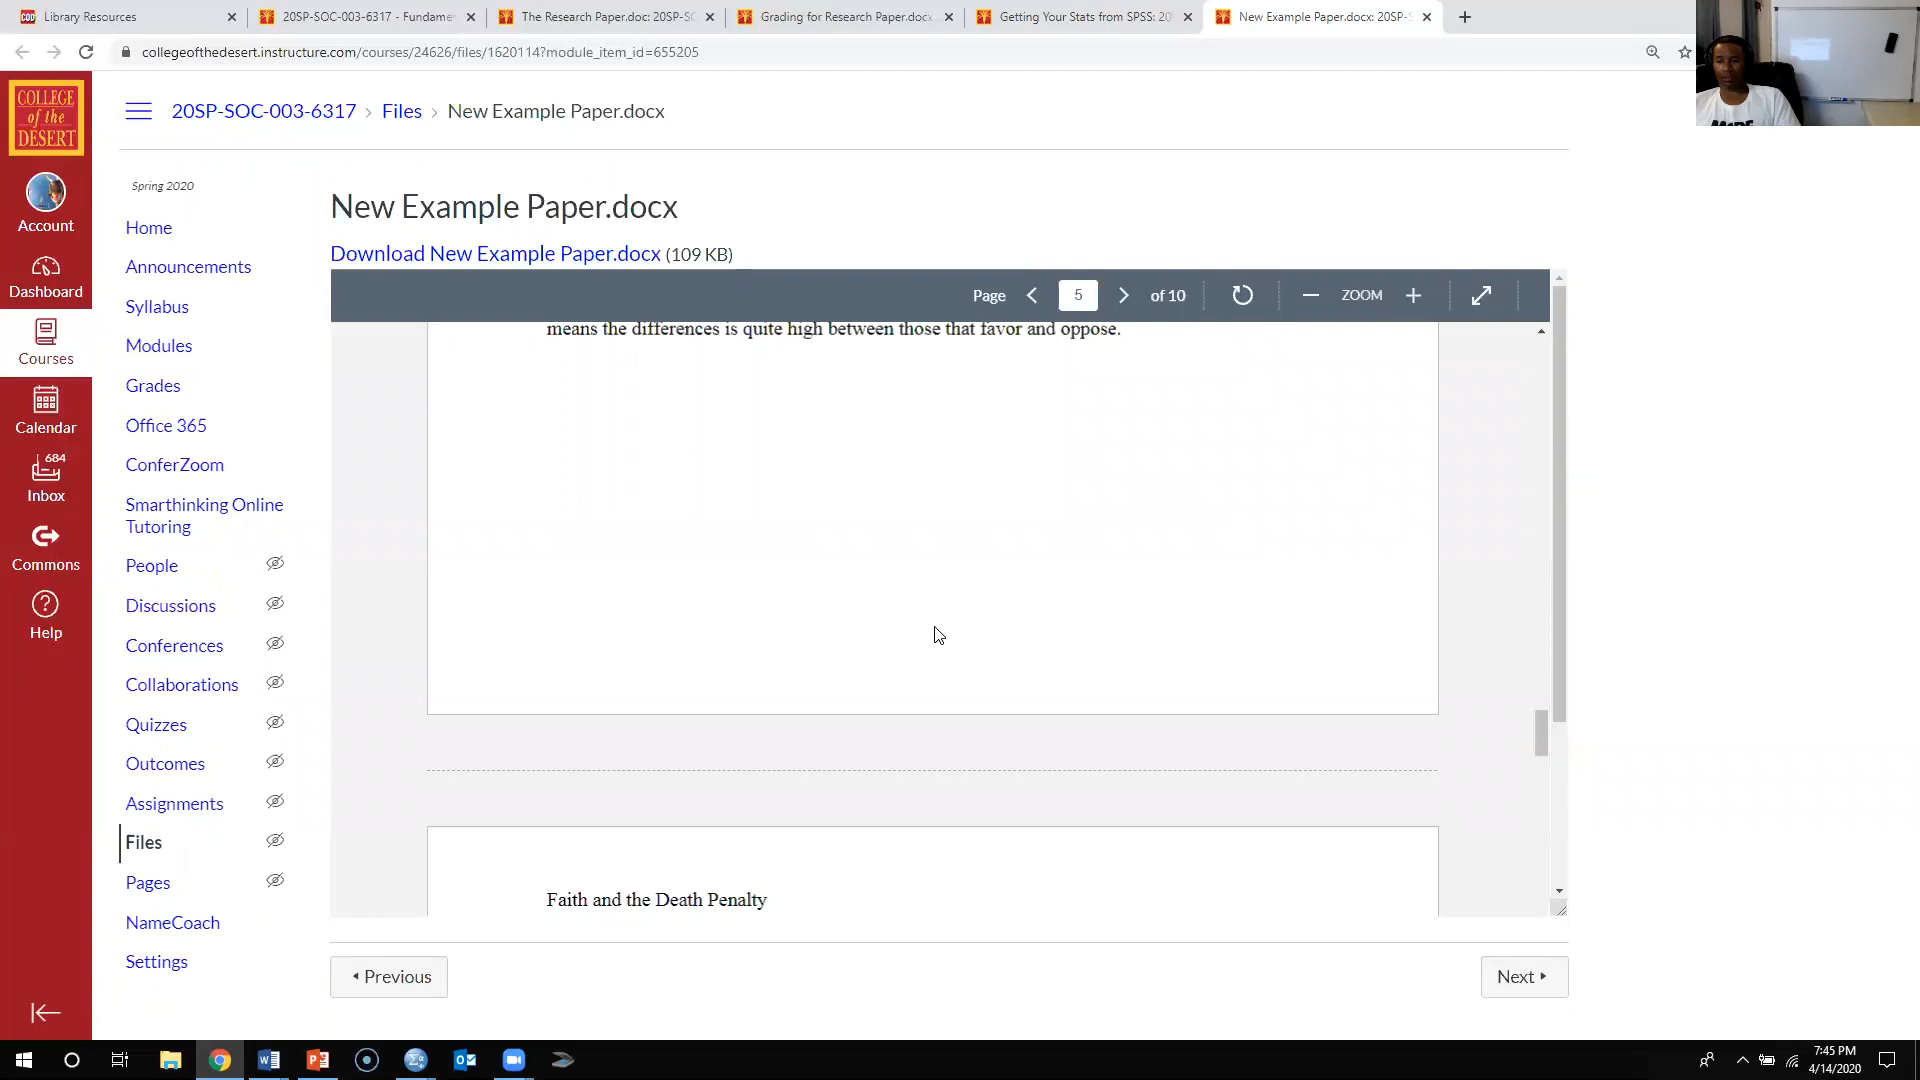 Library Resources
20SP-SOC-003-6317 - Fundame
The Research Paper.doc: 20SP-SC
Grading for Research Paper.docx
Getting Your Stats from SPSS: 20
New Example Paper.docx: 20SP-S
collegeofthedesert.instructure.com/courses/24626/files/1620114?module_item_id=655205
COLLEGE
of the
DESERT
20SP-SOC-003-6317 › Files › New Example Paper.docx
Account
Dashboard
Courses
Calendar
684
Inbox
Commons
Help
Spring 2020
Home
Announcements
Syllabus
Modules
Grades
Office 365
ConferZoom
Smarthinking Online
Tutoring
People
Discussions
Conferences
Collaborations
Quizzes
Outcomes
Assignments
Files
Pages
NameCoach
Settings
New Example Paper.docx
Download New Example Paper.docx (109 KB)
Page 5 of 10 ZOOM
means the differences is quite high between those that favor and oppose.
Faith and the Death Penalty
Previous
Next
7:45 PM
4/14/2020